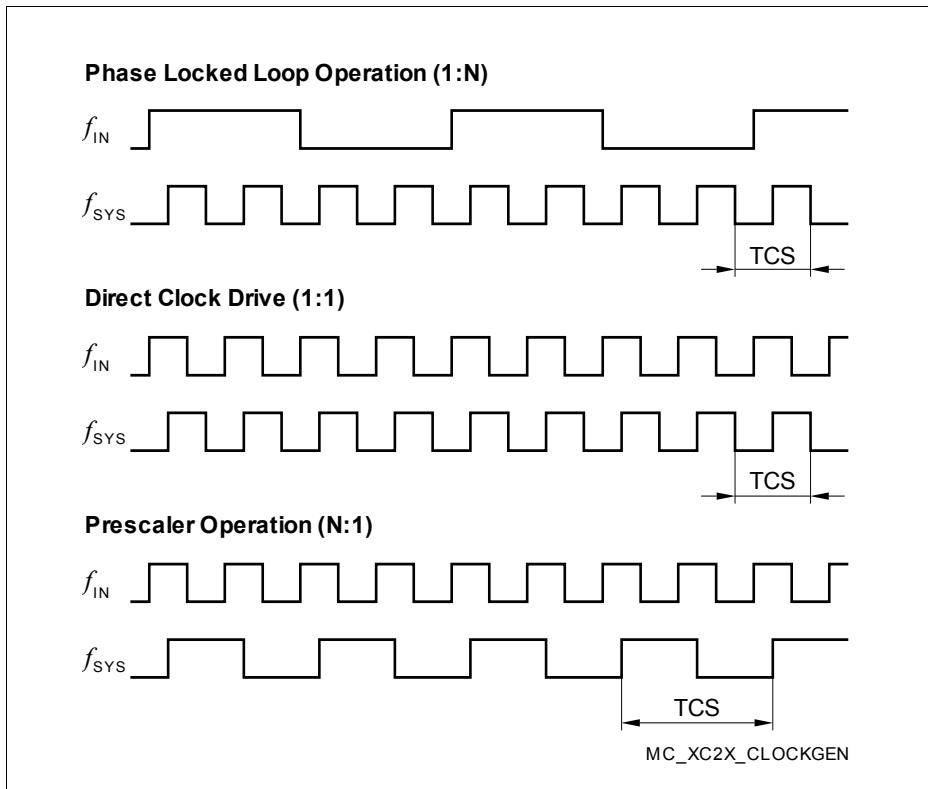 Phase Locked Loop Operation (1:N)
fIN
fSYS
TCS
Direct Clock Drive (1:1)
fIN
fSYS
TCS
Prescaler Operation (N:1)
fIN
fSYS
TCS
MC_XC2X_CLOCKGEN